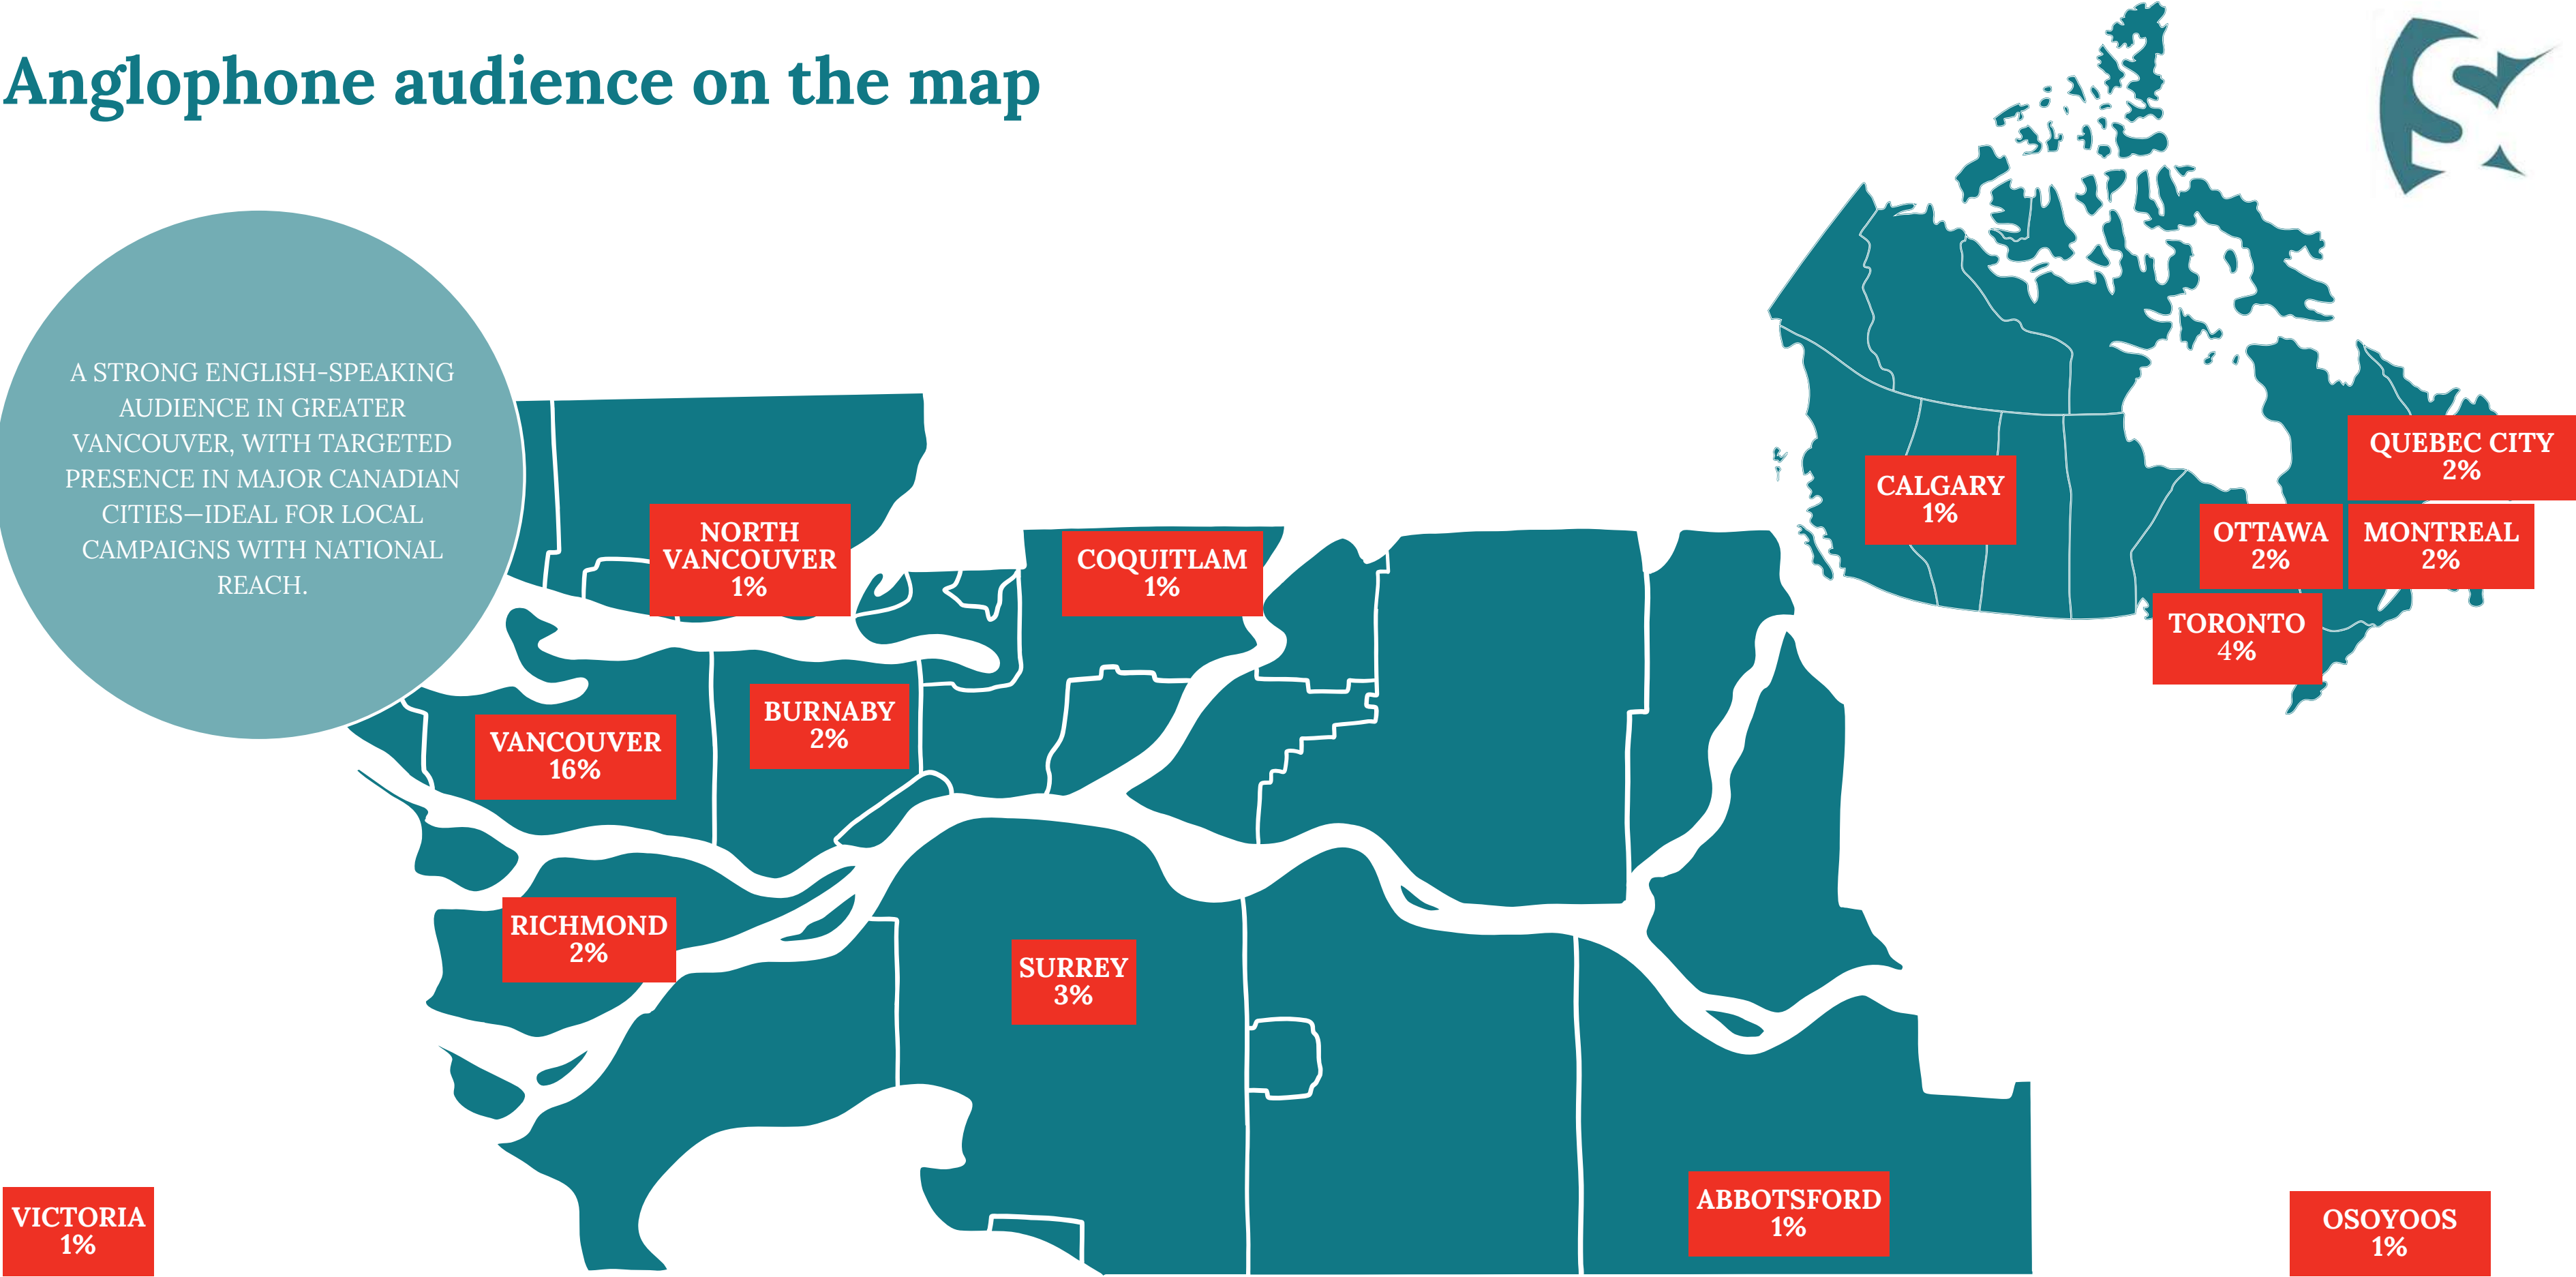 Anglophone audience on the map
A STRONG ENGLISH-SPEAKING
AUDIENCE IN GREATER
VANCOUVER, WITH TARGETED
PRESENCE IN MAJOR CANADIAN
CITIES—IDEAL FOR LOCAL
CAMPAIGNS WITH NATIONAL
REACH.
QUEBEC CITY
2%
CALGARY
1%
OTTAWA
2%
MONTREAL
2%
TORONTO
4%
NORTH
VANCOUVER
1%
COQUITLAM
1%
BURNABY
2%
VANCOUVER
16%
RICHMOND
2%
SURREY
3%
ABBOTSFORD
1%
VICTORIA
1%
OSOYOOS
1%
S